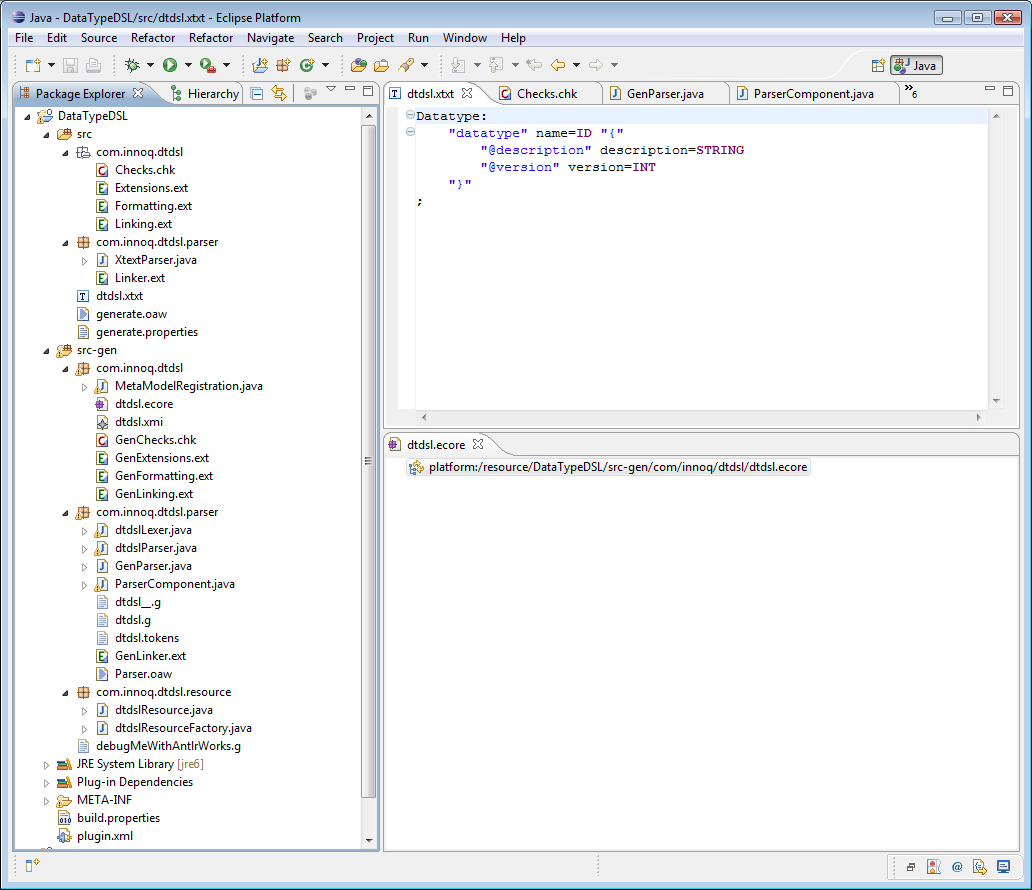 Java - DataTypeDSL/src/dtdsl.xtxt - Eclipse Platform
File Edit Source Refactor Refactor Navigate Search Project Run Window Help
Java
Package Explorer Hierarchy
DataTypeDSL
src
com.innoq.dtdsl
Checks.chk
Extensions.ext
Formatting.ext
Linking.ext
com.innoq.dtdsl.parser
XtextParser.java
Linker.ext
dtdsl.xtxt
generate.oaw
generate.properties
src-gen
com.innoq.dtdsl
MetaModelRegistration.java
dtdsl.ecore
dtdsl.xmi
GenChecks.chk
GenExtensions.ext
GenFormatting.ext
GenLinking.ext
com.innoq.dtdsl.parser
dtdslLexer.java
dtdslParser.java
GenParser.java
ParserComponent.java
dtdsl__.g
dtdsl.g
dtdsl.tokens
GenLinker.ext
Parser.oaw
com.innoq.dtdsl.resource
dtdslResource.java
dtdslResourceFactory.java
debugMeWithAntlrWorks.g
JRE System Library [jre6]
Plug-in Dependencies
META-INF
build.properties
plugin.xml
dtdsl.xtxt Checks.chk GenParser.java ParserComponent.java »6
Datatype:
"datatype" name=ID "{"
"@description" description=STRING
"@version" version=INT
"}"
;
dtdsl.ecore
platform:/resource/DataTypeDSL/src-gen/com/innoq/dtdsl/dtdsl.ecore